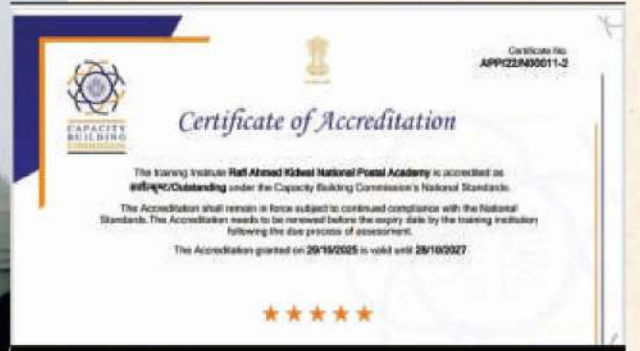 Certificate No.
APP/22/N00011-2
CAPACITY
BUILDING
COMMISSION
Certificate of Accreditation
The training Institute Rafi Ahmed Kidwai National Postal Academy is accredited as
सर्वोत्कृष्ट/Outstanding under the Capacity Building Commission's National Standards.
The Accreditation shall remain in force subject to continued compliance with the National
Standards. The Accreditation needs to be renewed before the expiry date by the training institution
following the due process of assessment.
The Accreditation granted on 29/10/2025 is valid until 28/10/2027